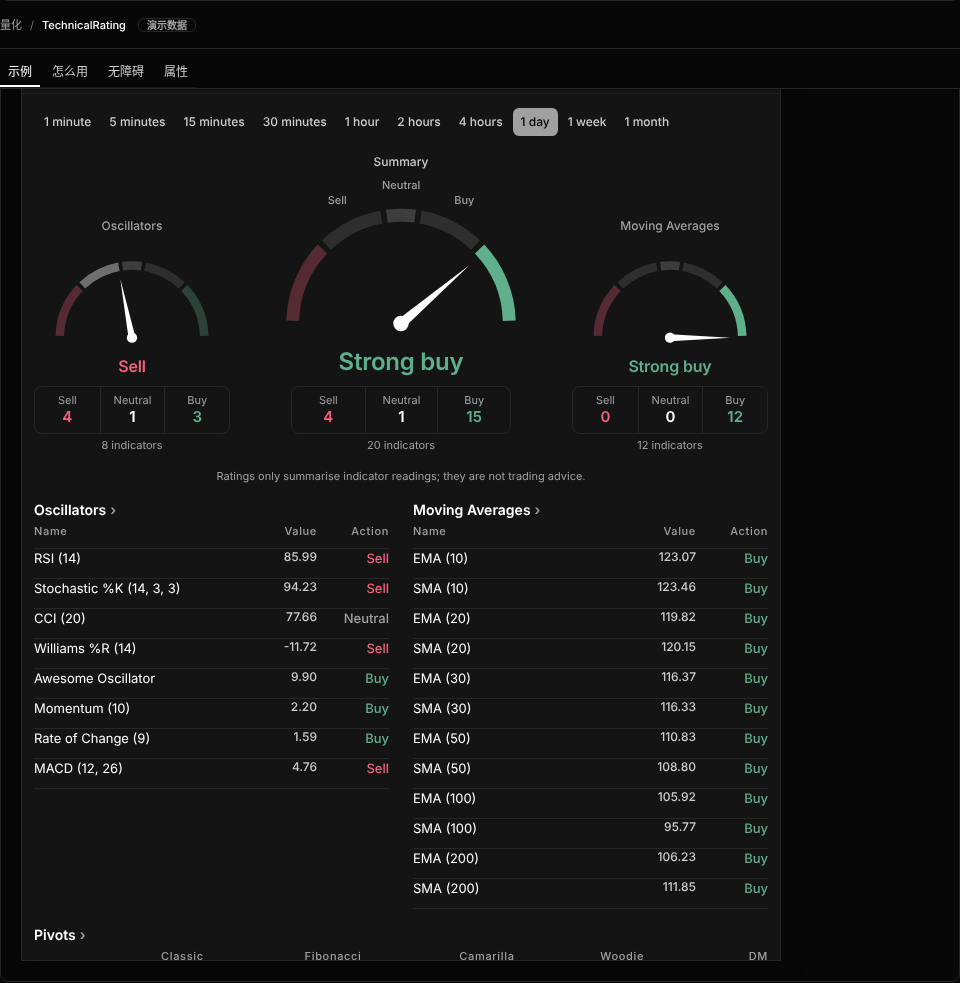 量化 / TechnicalRating 演示数据
示例 怎么用 无障碍 属性
1 minute 5 minutes 15 minutes 30 minutes 1 hour 2 hours 4 hours 1 day 1 week 1 month
Summary
Neutral
Sell Buy
Oscillators
Moving Averages
Sell
Strong buy
Strong buy
Sell Neutral Buy
4 1 3
8 indicators
Sell Neutral Buy
4 1 15
20 indicators
Sell Neutral Buy
0 0 12
12 indicators
Ratings only summarise indicator readings; they are not trading advice.
Oscillators ›
Name Value Action
RSI (14) 85.99 Sell
Stochastic %K (14, 3, 3) 94.23 Sell
CCI (20) 77.66 Neutral
Williams %R (14) -11.72 Sell
Awesome Oscillator 9.90 Buy
Momentum (10) 2.20 Buy
Rate of Change (9) 1.59 Buy
MACD (12, 26) 4.76 Sell
Moving Averages ›
Name Value Action
EMA (10) 123.07 Buy
SMA (10) 123.46 Buy
EMA (20) 119.82 Buy
SMA (20) 120.15 Buy
EMA (30) 116.37 Buy
SMA (30) 116.33 Buy
EMA (50) 110.83 Buy
SMA (50) 108.80 Buy
EMA (100) 105.92 Buy
SMA (100) 95.77 Buy
EMA (200) 106.23 Buy
SMA (200) 111.85 Buy
Pivots ›
Classic Fibonacci Camarilla Woodie DM